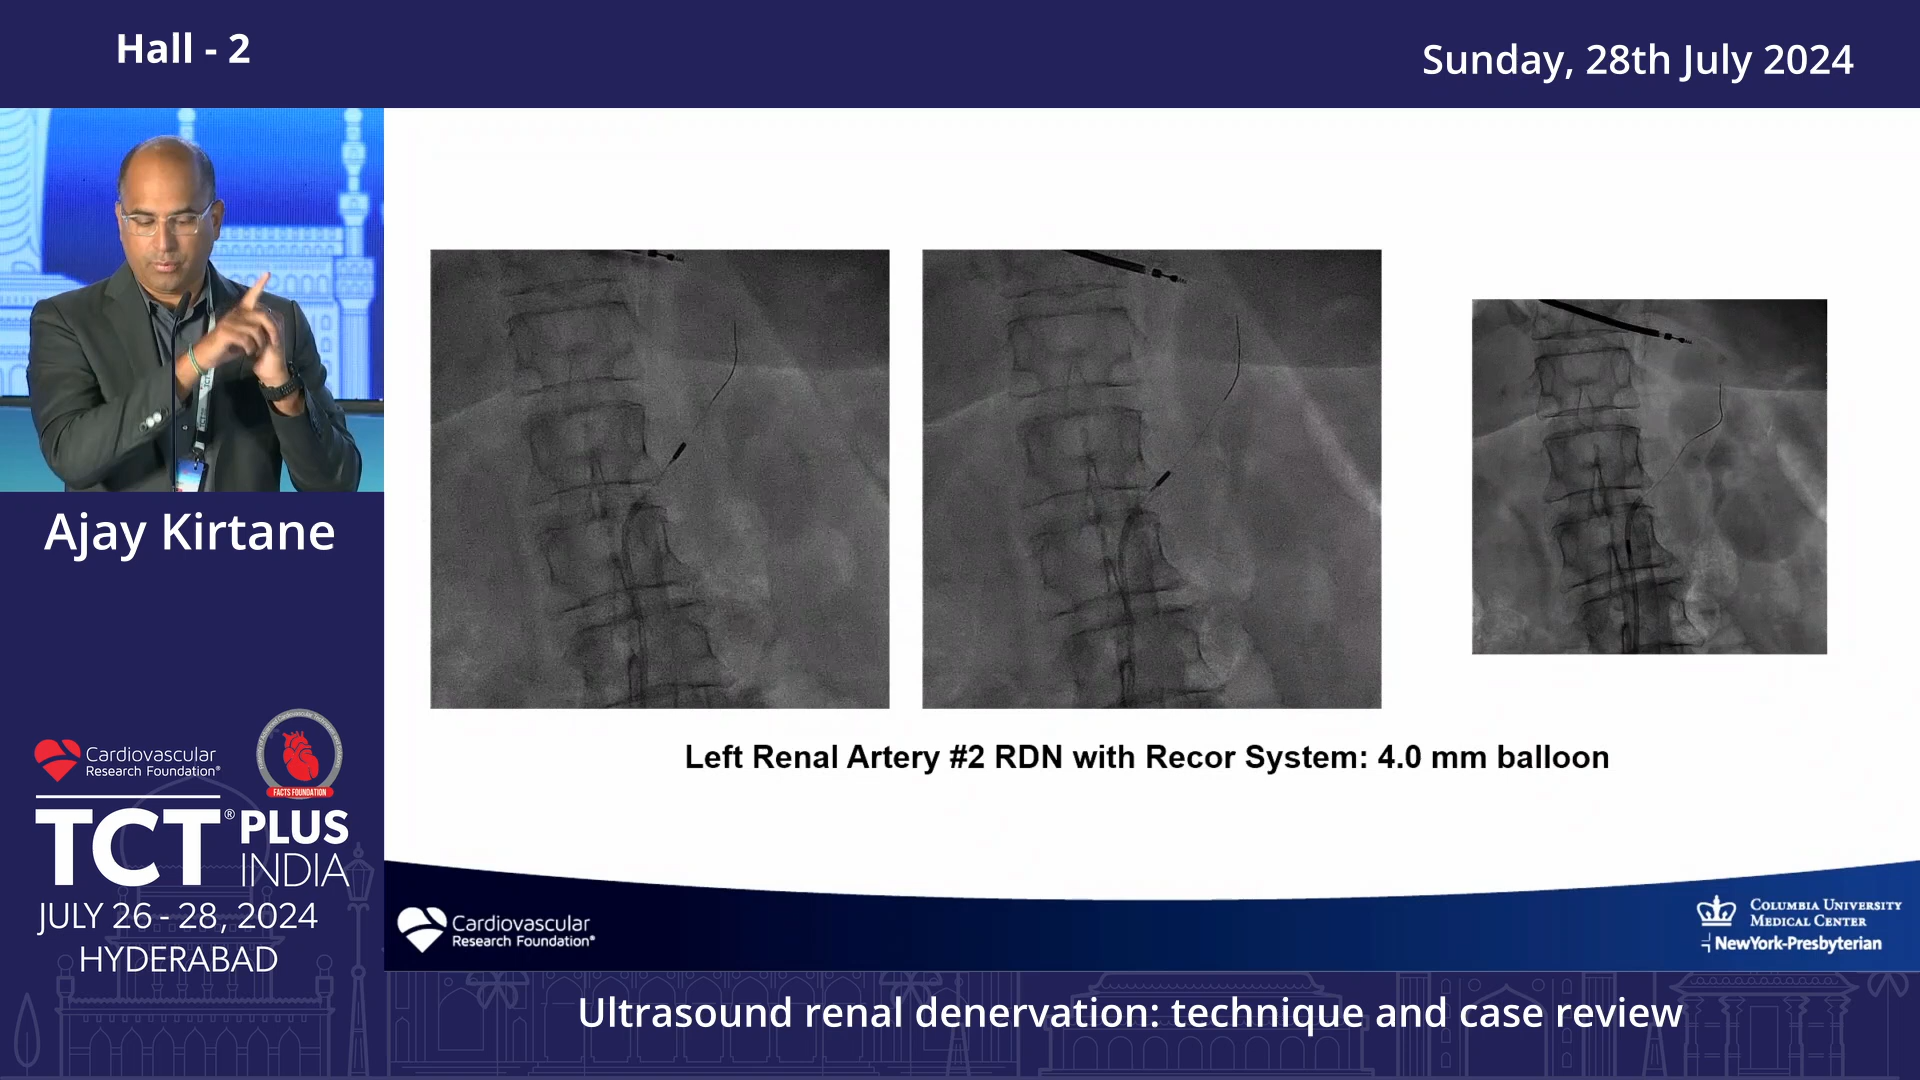 Hall - 2
Sunday, 28th July 2024
Ajay Kirtane
Left Renal Artery #2 RDN with Recor System: 4.0 mm balloon
Cardiovascular
Research Foundation®
FACTS FOUNDATION
TCT® PLUS
INDIA
JULY 26 - 28, 2024
HYDERABAD
Cardiovascular
Research Foundation®
COLUMBIA UNIVERSITY
MEDICAL CENTER
NewYork-Presbyterian
Ultrasound renal denervation: technique and case review